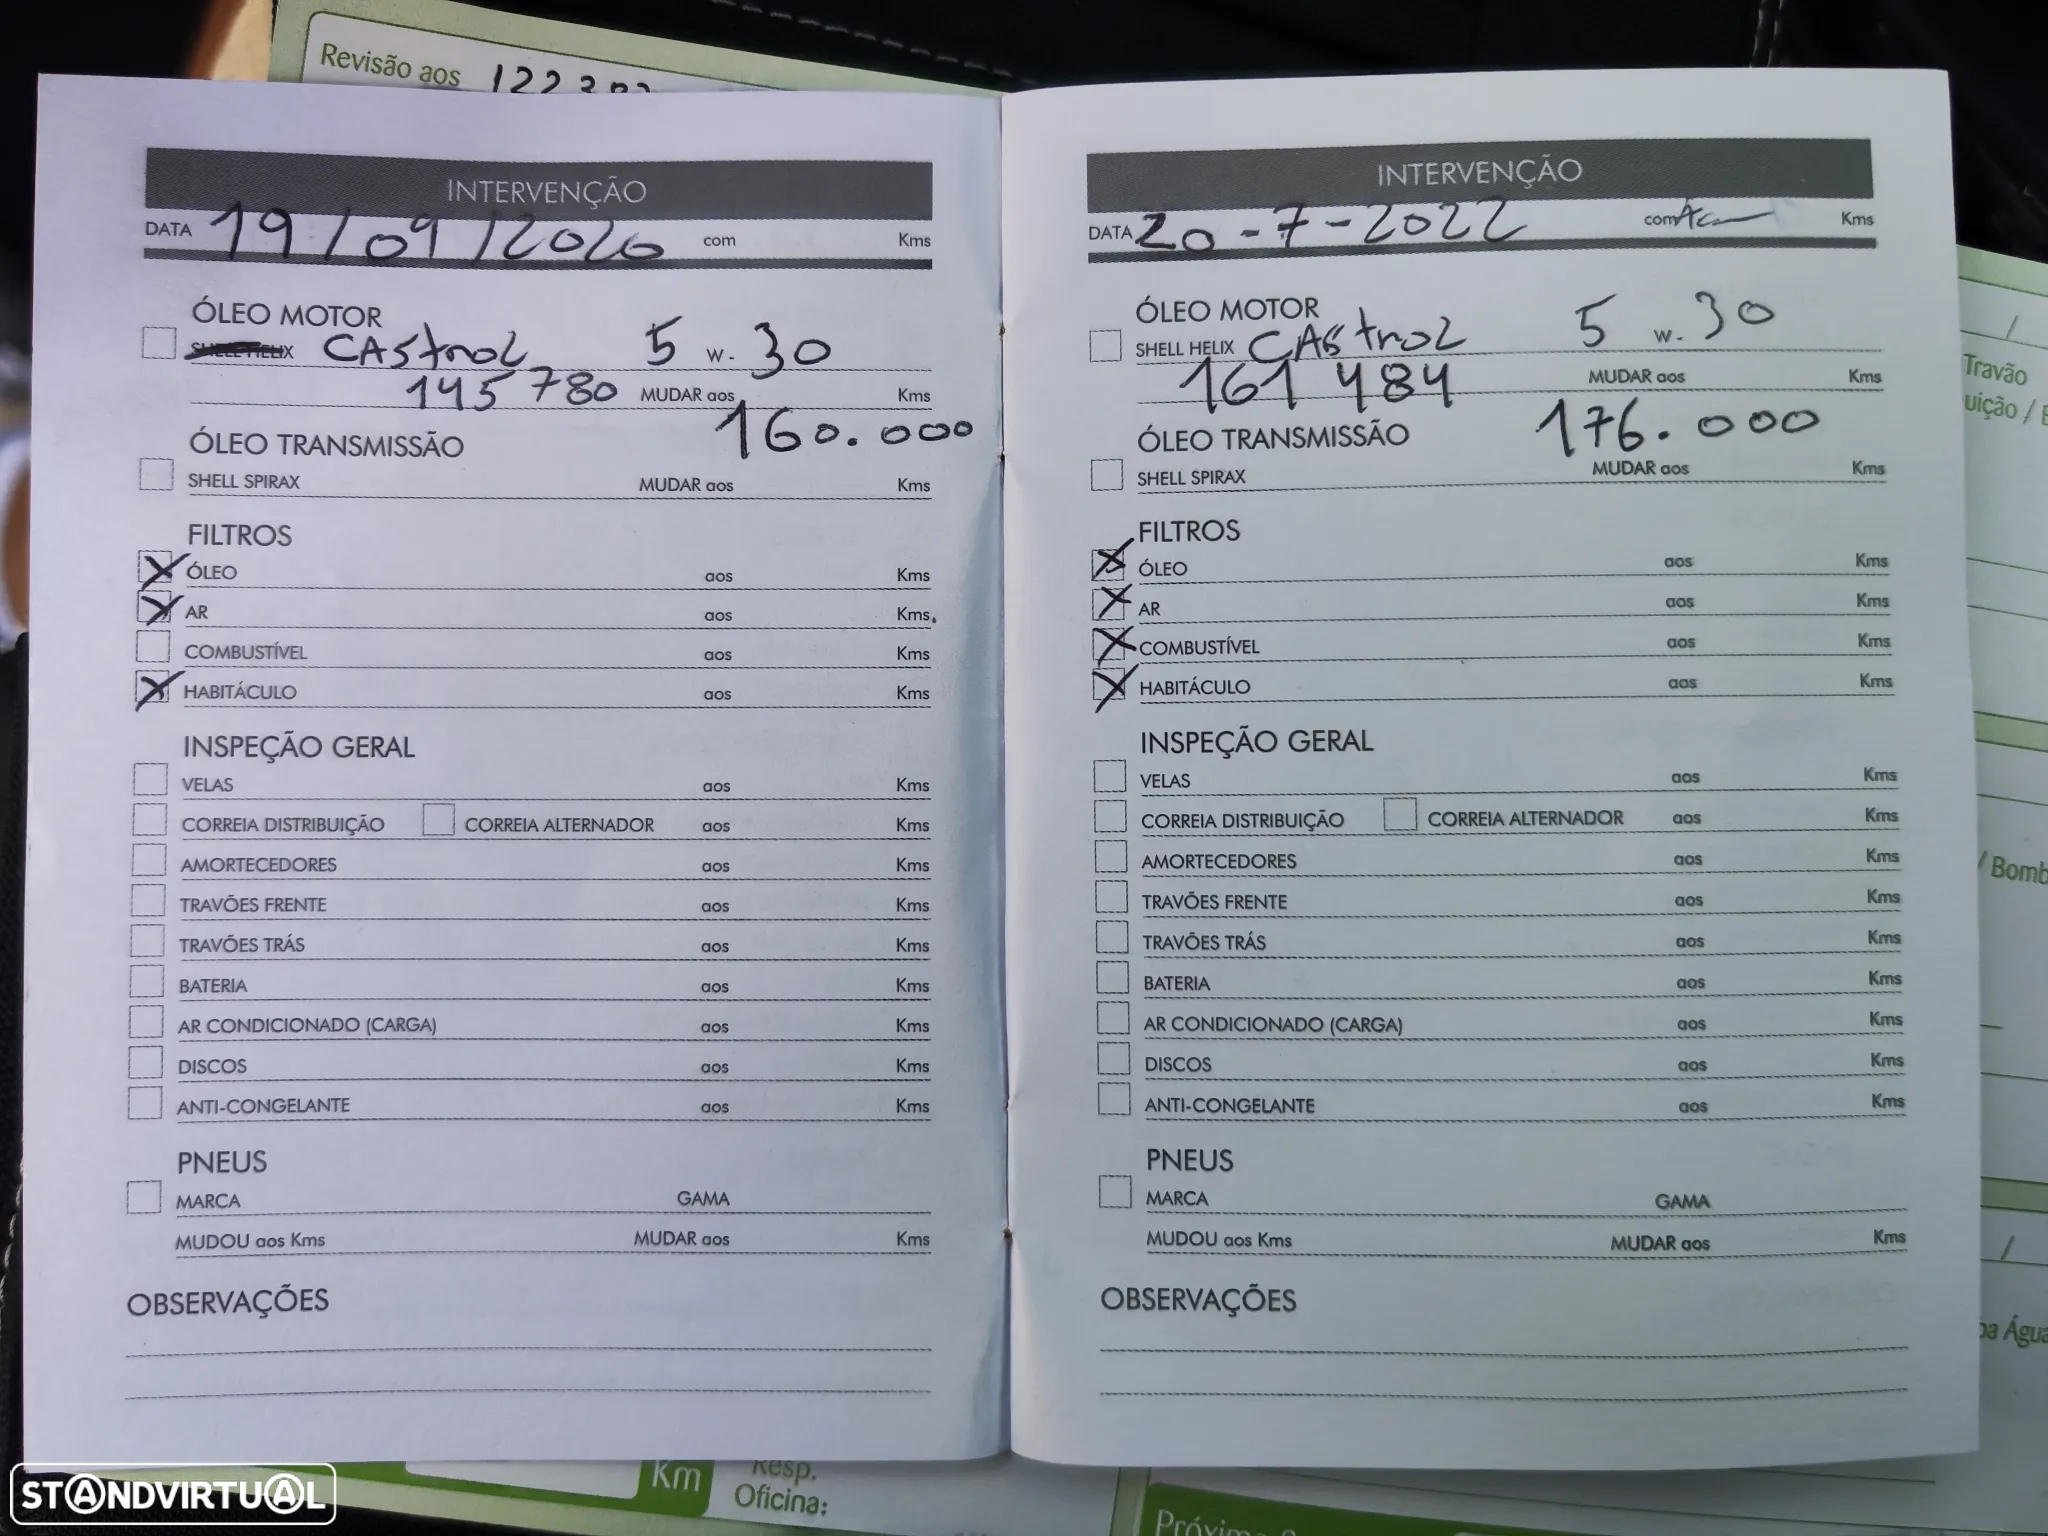 Revisão aos 122 3
INTERVENÇÃO
DATA 19/09/2020 com Kms
ÓLEO MOTOR
SHELL HELIX CAStrol 5 W- 30
145 780 MUDAR aos 160.000 Kms
ÓLEO TRANSMISSÃO
SHELL SPIRAX MUDAR aos Kms
FILTROS
X ÓLEO aos Kms
X AR aos Kms
COMBUSTÍVEL aos Kms
X HABITÁCULO aos Kms
INSPEÇÃO GERAL
VELAS aos Kms
CORREIA DISTRIBUIÇÃO CORREIA ALTERNADOR aos Kms
AMORTECEDORES aos Kms
TRAVÕES FRENTE aos Kms
TRAVÕES TRÁS aos Kms
BATERIA aos Kms
AR CONDICIONADO (CARGA) aos Kms
DISCOS aos Kms
ANTI-CONGELANTE aos Kms
PNEUS
MARCA GAMA
MUDOU aos Kms MUDAR aos Kms
OBSERVAÇÕES
INTERVENÇÃO
DATA 20-7-2022 com Kms
ÓLEO MOTOR
SHELL HELIX CAStrol 5 W- 30
161 484 MUDAR aos 176.000 Kms
ÓLEO TRANSMISSÃO
SHELL SPIRAX MUDAR aos Kms
FILTROS
X ÓLEO aos Kms
X AR aos Kms
X COMBUSTÍVEL aos Kms
X HABITÁCULO aos Kms
INSPEÇÃO GERAL
VELAS aos Kms
CORREIA DISTRIBUIÇÃO CORREIA ALTERNADOR aos Kms
AMORTECEDORES aos Kms
TRAVÕES FRENTE aos Kms
TRAVÕES TRÁS aos Kms
BATERIA aos Kms
AR CONDICIONADO (CARGA) aos Kms
DISCOS aos Kms
ANTI-CONGELANTE aos Kms
PNEUS
MARCA GAMA
MUDOU aos Kms MUDAR aos Kms
OBSERVAÇÕES
/
Travão
uição /
/ Bomb
/
pa Água
Km
Resp.
Oficina:
STANDVIRTUAL